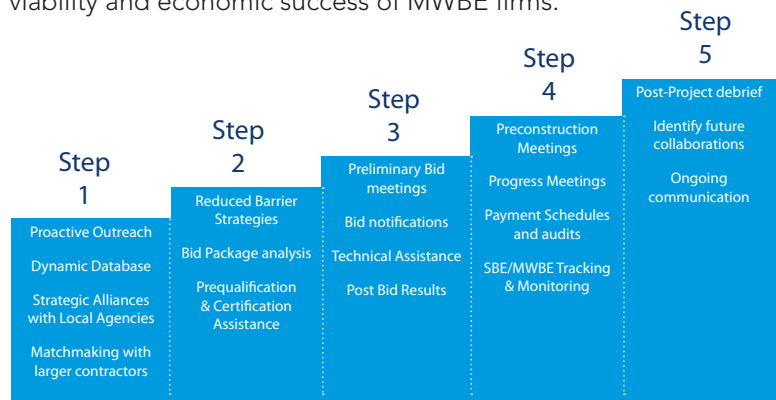 viability and economic success of MWBE firms.
Step
1
Proactive Outreach
Dynamic Database
Strategic Alliances
with Local Agencies
Matchmaking with
larger contractors
Step
2
Reduced Barrier
Strategies
Bid Package analysis
Prequalification
& Certification
Assistance
Step
3
Preliminary Bid
meetings
Bid notifications
Technical Assistance
Post Bid Results
Step
4
Preconstruction
Meetings
Progress Meetings
Payment Schedules
and audits
SBE/MWBE Tracking
& Monitoring
Step
5
Post-Project debrief
Identify future
collaborations
Ongoing
communication